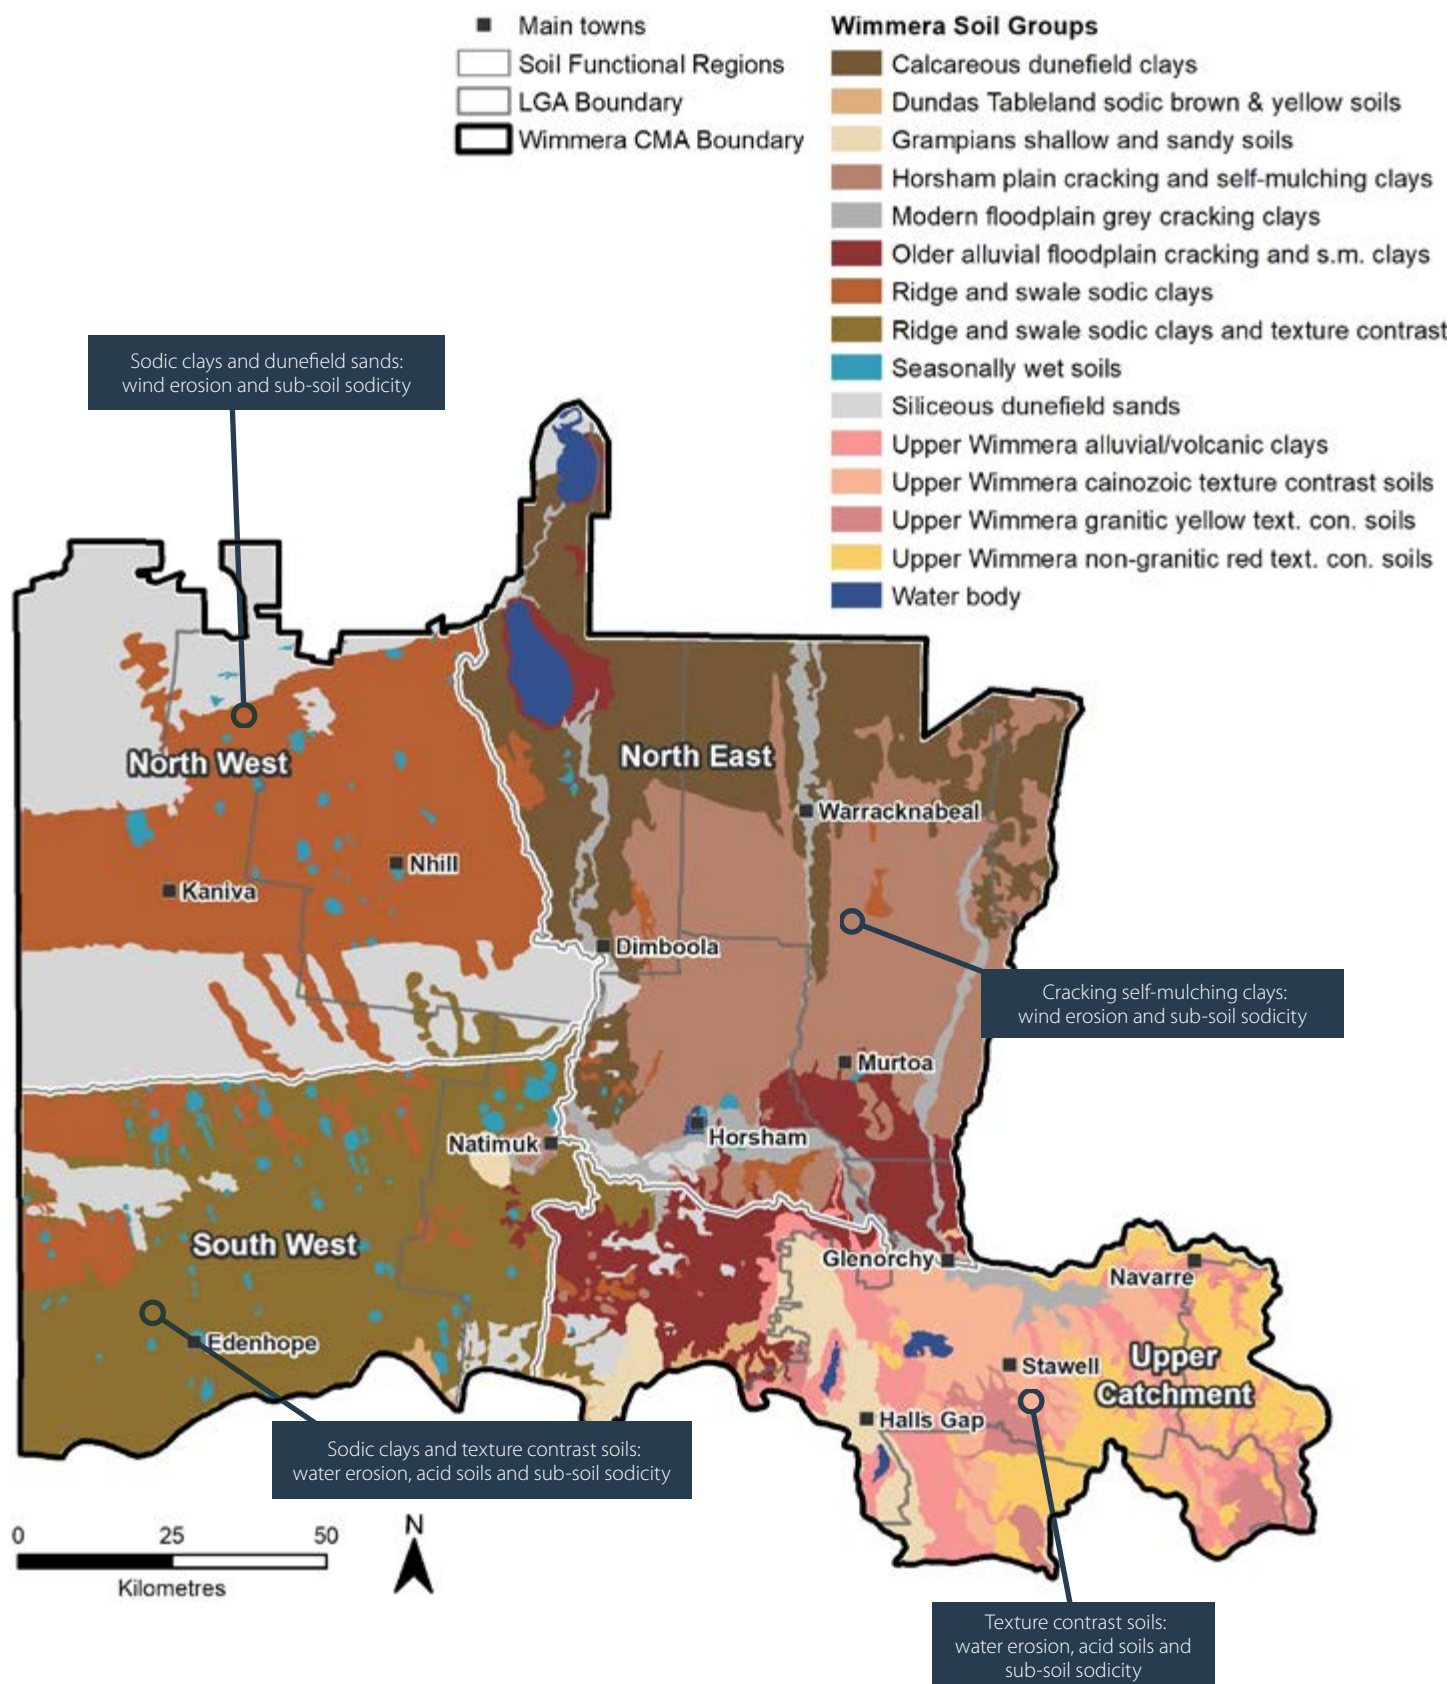 Main towns
Soil Functional Regions
LGA Boundary
Wimmera CMA Boundary
Wimmera Soil Groups
Calcareous dunefield clays
Dundas Tableland sodic brown & yellow soils
Grampians shallow and sandy soils
Horsham plain cracking and self-mulching clays
Modern floodplain grey cracking clays
Older alluvial floodplain cracking and s.m. clays
Ridge and swale sodic clays
Ridge and swale sodic clays and texture contrast
Seasonally wet soils
Siliceous dunefield sands
Upper Wimmera alluvial/volcanic clays
Upper Wimmera cainozoic texture contrast soils
Upper Wimmera granitic yellow text. con. soils
Upper Wimmera non-granitic red text. con. soils
Water body
Sodic clays and dunefield sands:
wind erosion and sub-soil sodicity
North West
North East
Warracknabeal
Nhill
Kaniva
Dimboola
Cracking self-mulching clays:
wind erosion and sub-soil sodicity
Murtoa
Horsham
Natimuk
South West
Glenorchy
Navarre
Edenhope
Stawell
Upper
Catchment
Halls Gap
Sodic clays and texture contrast soils:
water erosion, acid soils and sub-soil sodicity
0 25 50
Kilometres
N
Texture contrast soils:
water erosion, acid soils and
sub-soil sodicity